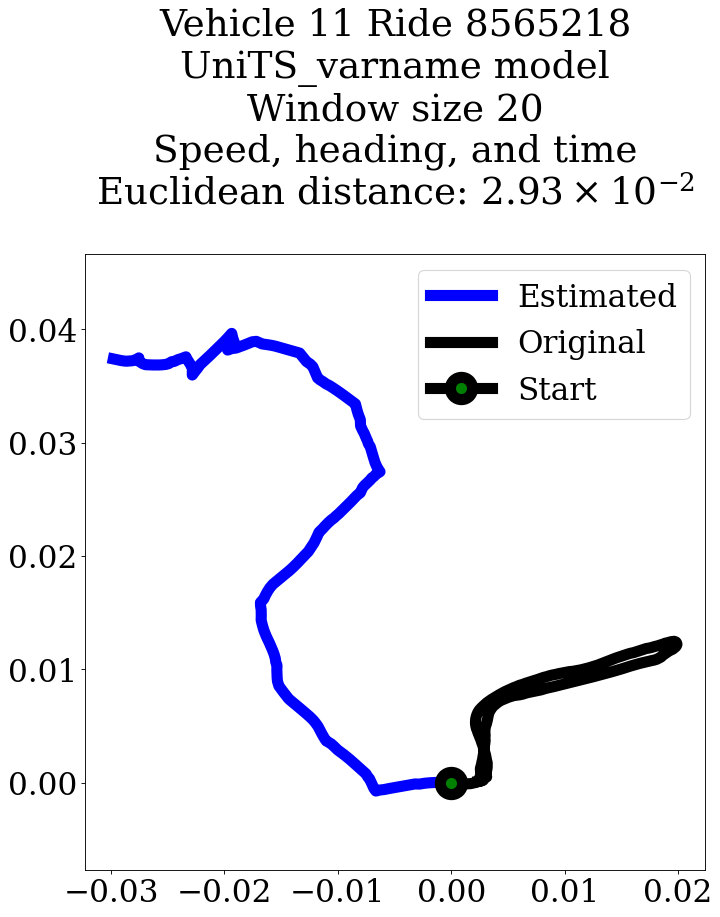 Vehicle 11 Ride 8565218
UniTS_varname model
Window size 20
Speed, heading, and time
Euclidean distance: 2.93 × 10⁻²
Estimated
Original
Start
0.04
0.03
0.02
0.01
0.00
−0.03 −0.02 −0.01 0.00 0.01 0.02